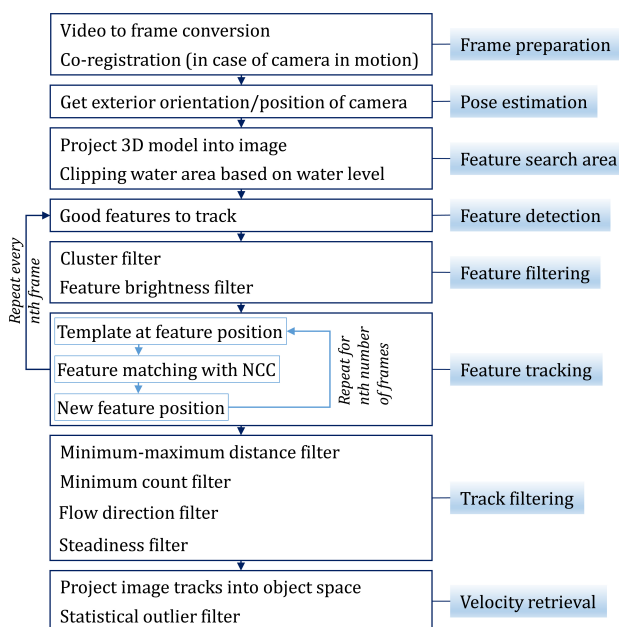 Video to frame conversion
Co-registration (in case of camera in motion)
Frame preparation
Get exterior orientation/position of camera
Pose estimation
Project 3D model into image
Clipping water area based on water level
Feature search area
Good features to track
Feature detection
Repeat every
nth frame
Cluster filter
Feature brightness filter
Feature filtering
Template at feature position
Feature matching with NCC
New feature position
Repeat for
nth number
of frames
Feature tracking
Minimum-maximum distance filter
Minimum count filter
Flow direction filter
Steadiness filter
Track filtering
Project image tracks into object space
Statistical outlier filter
Velocity retrieval